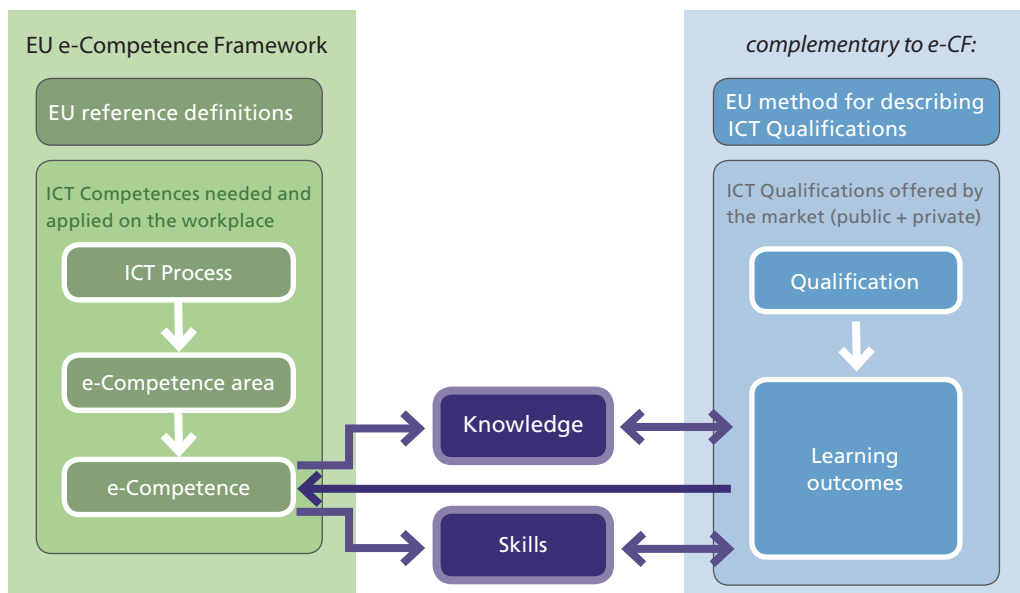 EU e-Competence Framework
EU reference definitions
ICT Competences needed and
applied on the workplace
ICT Process
e-Competence area
e-Competence
Knowledge
Skills
complementary to e-CF:
EU method for describing
ICT Qualifications
ICT Qualifications offered by
the market (public + private)
Qualification
Learning
outcomes